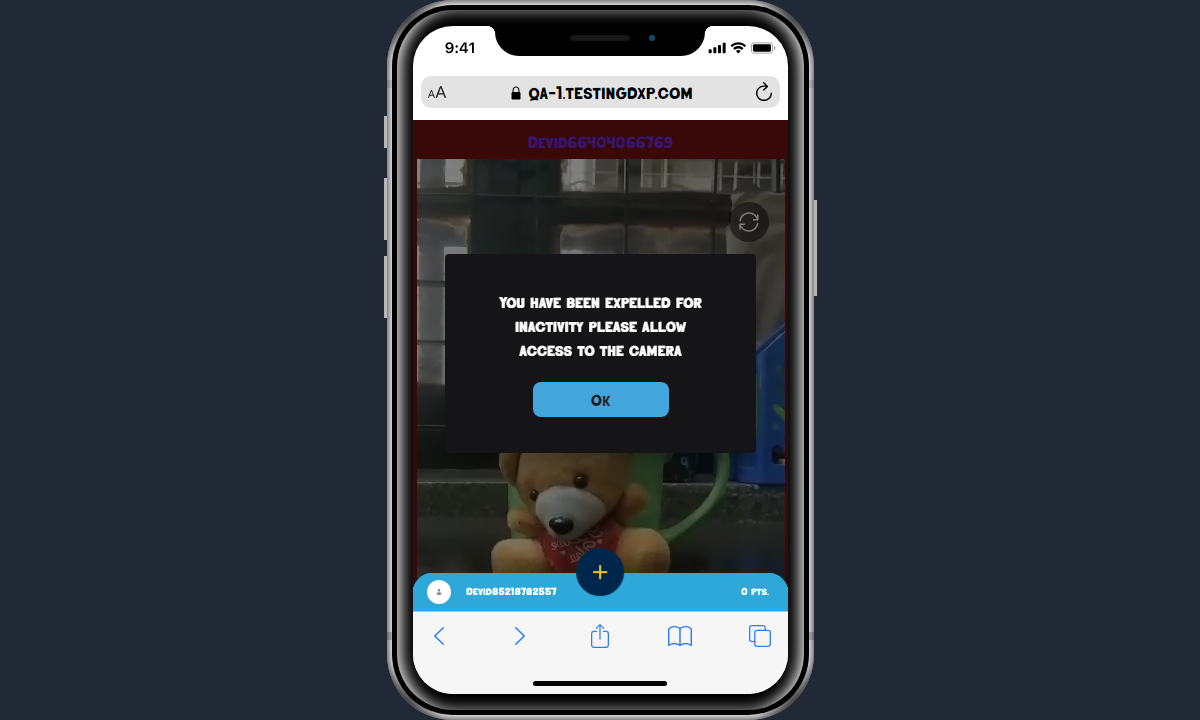 9:41
AA
QA-1.TESTINGDXP.COM
DEVID66404066769
YOU HAVE BEEN EXPELLED FOR
INACTIVITY PLEASE ALLOW
ACCESS TO THE CAMERA
OK
DEVID85218782557
0 PTS.